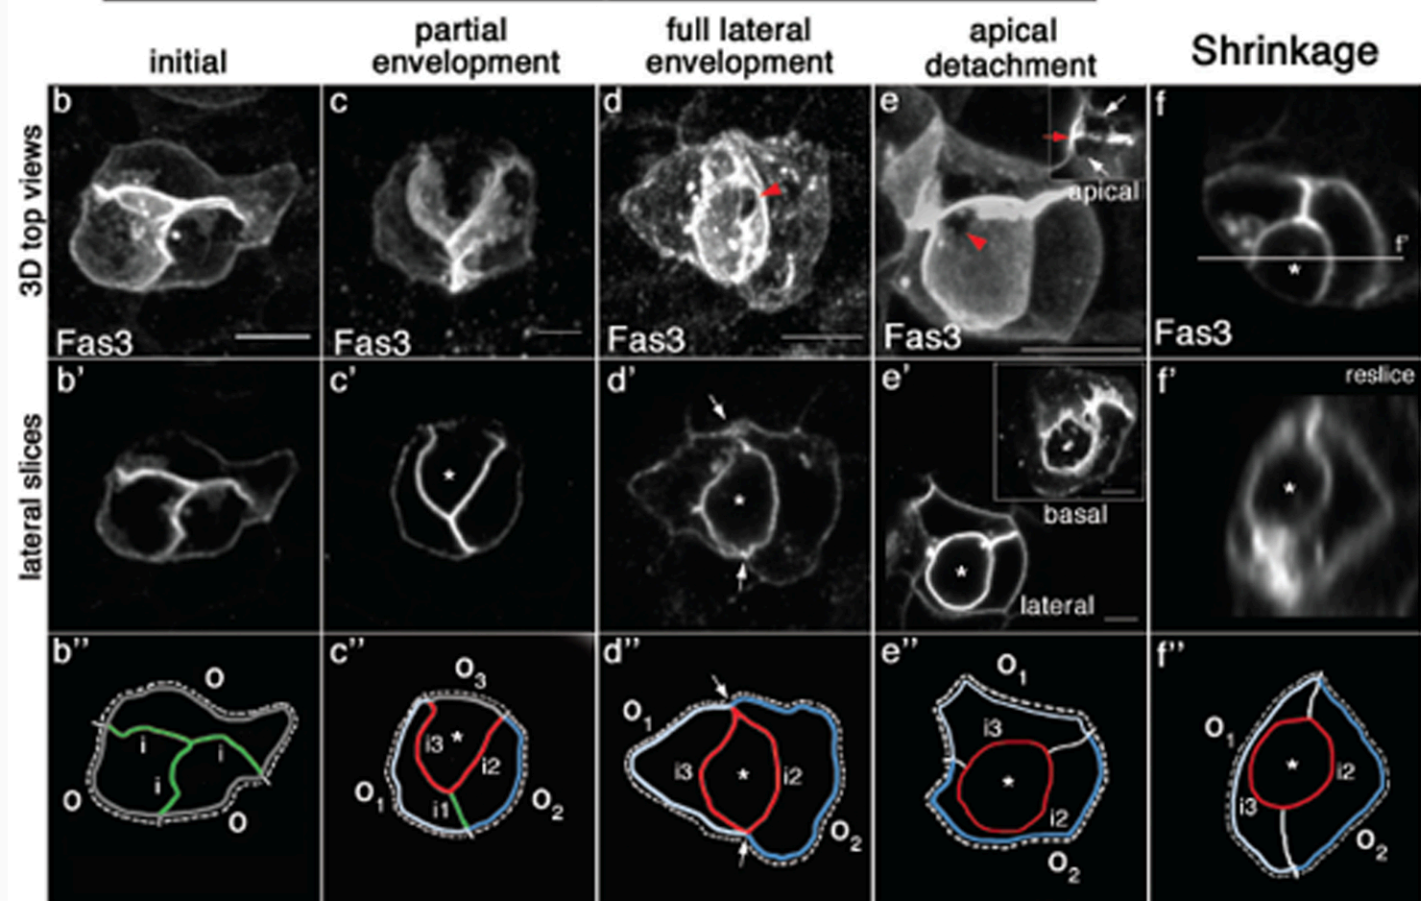 initial
partial
envelopment
full lateral
envelopment
apical
detachment
Shrinkage
3D top views
b
Fas3
c
Fas3
d
Fas3
e
apical
Fas3
f
f'
Fas3
lateral slices
b'
c'
*
d'
*
e'
basal
*
lateral
f'
reslice
*
b''
o
i
i
i
o
o
c''
o3
i3
*
i2
o1
i1
o2
d''
o1
i3
*
i2
o2
e''
o1
i3
*
i2
o2
f''
o1
*
i2
i3
o2